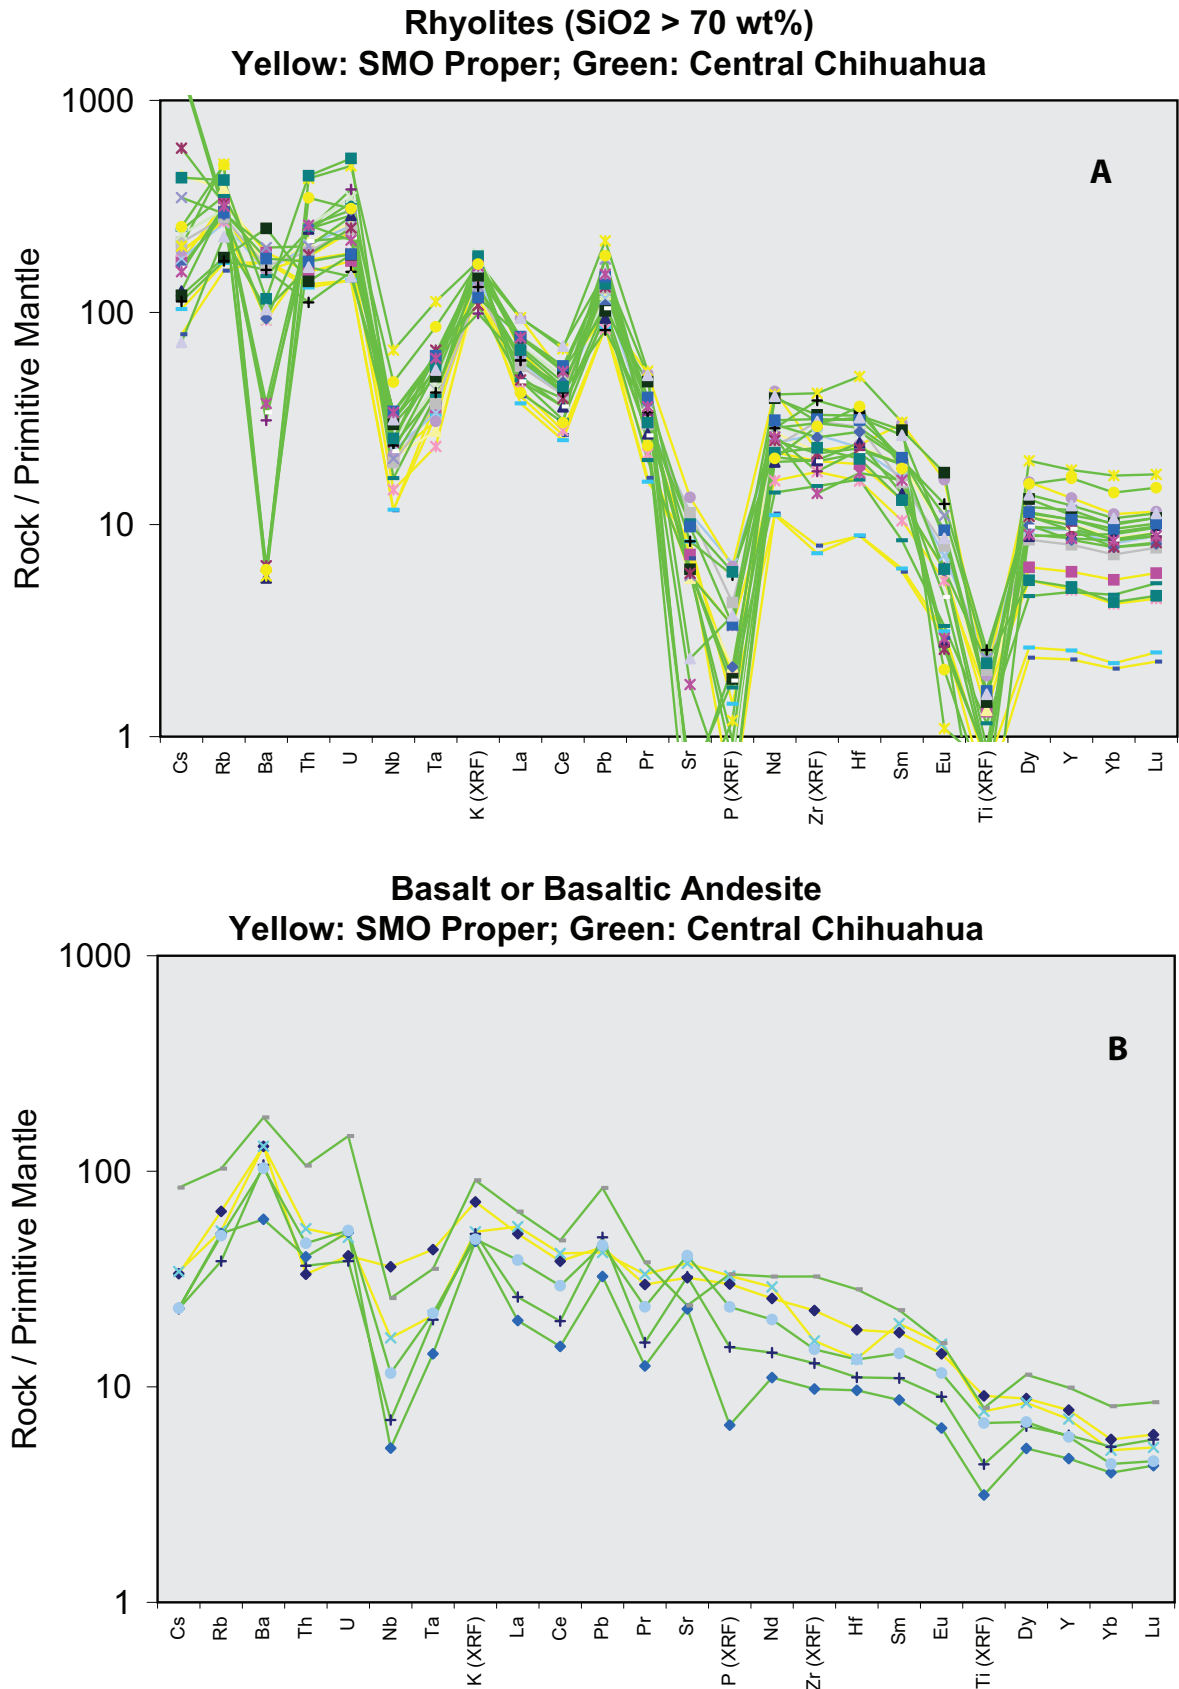 Rhyolites (SiO2 > 70 wt%)
Yellow: SMO Proper; Green: Central Chihuahua
1000
100
10
1
Rock / Primitive Mantle
A
Cs Rb Ba Th U Nb Ta K (XRF) La Ce Pb Pr Sr P (XRF) Nd Zr (XRF) Hf Sm Eu Ti (XRF) Dy Y Yb Lu
Basalt or Basaltic Andesite
Yellow: SMO Proper; Green: Central Chihuahua
1000
100
10
1
Rock / Primitive Mantle
B
Cs Rb Ba Th U Nb Ta K (XRF) La Ce Pb Pr Sr P (XRF) Nd Zr (XRF) Hf Sm Eu Ti (XRF) Dy Y Yb Lu